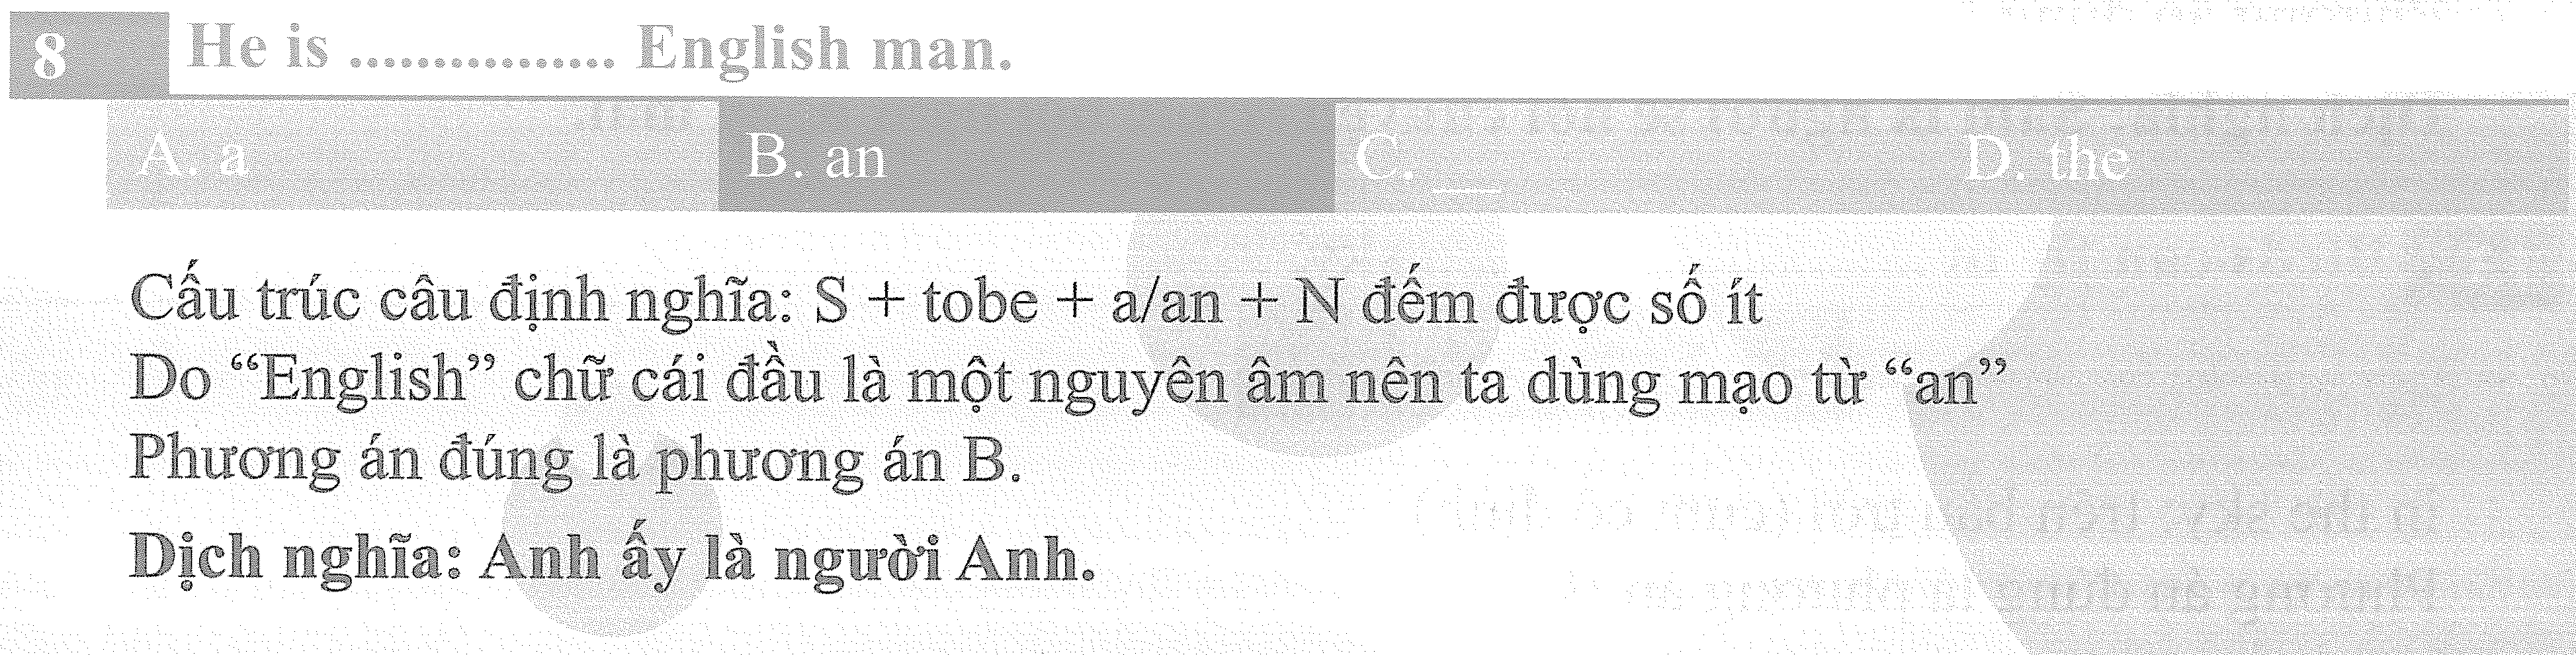 8 He is ............... English man.
A. a B. an C. __ D. the
Cấu trúc câu định nghĩa: S + tobe + a/an + N đếm được số ít
Do “English” chữ cái đầu là một nguyên âm nên ta dùng mạo từ “an”
Phương án đúng là phương án B.
Dịch nghĩa: Anh ấy là người Anh.